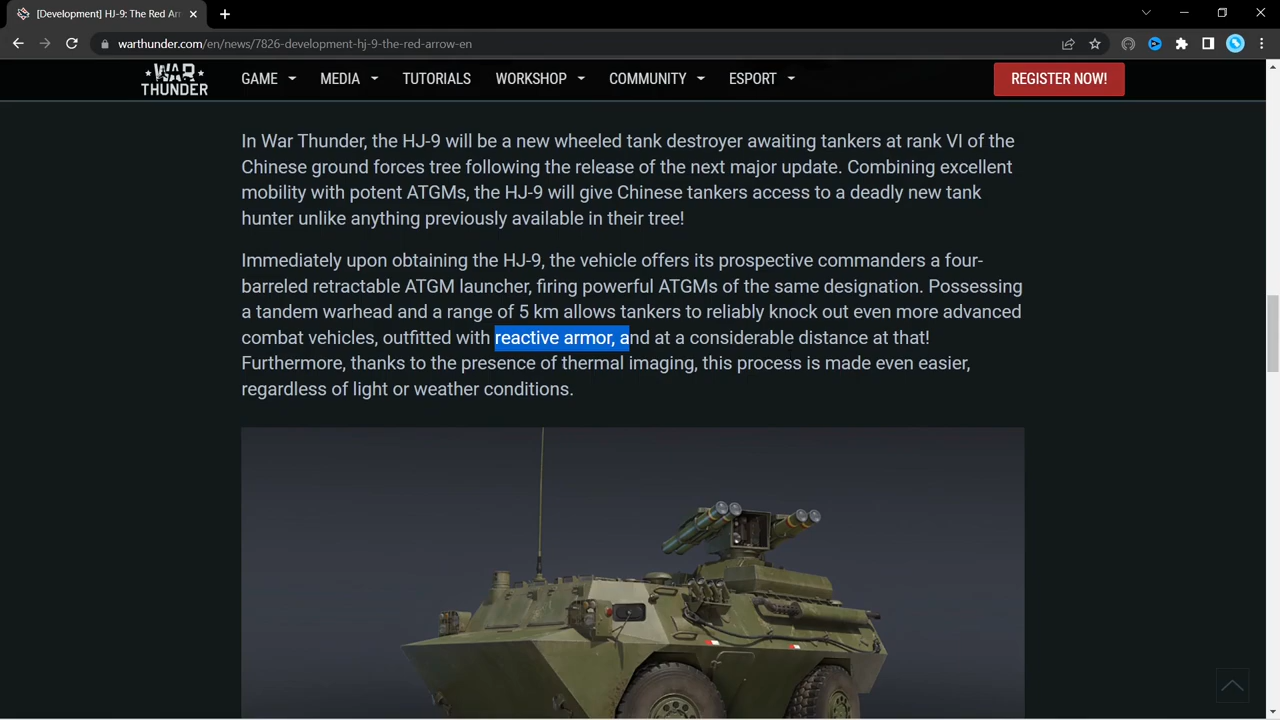 [Development] HJ-9: The Red Arr
warthunder.com/en/news/7826-development-hj-9-the-red-arrow-en
WAR THUNDER
GAME MEDIA TUTORIALS WORKSHOP COMMUNITY ESPORT REGISTER NOW!
In War Thunder, the HJ-9 will be a new wheeled tank destroyer awaiting tankers at rank VI of the
Chinese ground forces tree following the release of the next major update. Combining excellent
mobility with potent ATGMs, the HJ-9 will give Chinese tankers access to a deadly new tank
hunter unlike anything previously available in their tree!
Immediately upon obtaining the HJ-9, the vehicle offers its prospective commanders a four-
barreled retractable ATGM launcher, firing powerful ATGMs of the same designation. Possessing
a tandem warhead and a range of 5 km allows tankers to reliably knock out even more advanced
combat vehicles, outfitted with reactive armor, and at a considerable distance at that!
Furthermore, thanks to the presence of thermal imaging, this process is made even easier,
regardless of light or weather conditions.